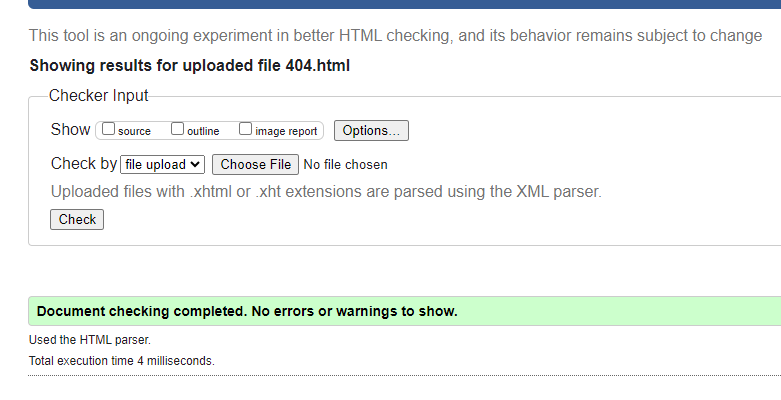 This tool is an ongoing experiment in better HTML checking, and its behavior remains subject to change
Showing results for uploaded file 404.html
Checker Input
Show source outline image report Options...
Check by file upload Choose File No file chosen
Uploaded files with .xhtml or .xht extensions are parsed using the XML parser.
Check
Document checking completed. No errors or warnings to show.
Used the HTML parser.
Total execution time 4 milliseconds.